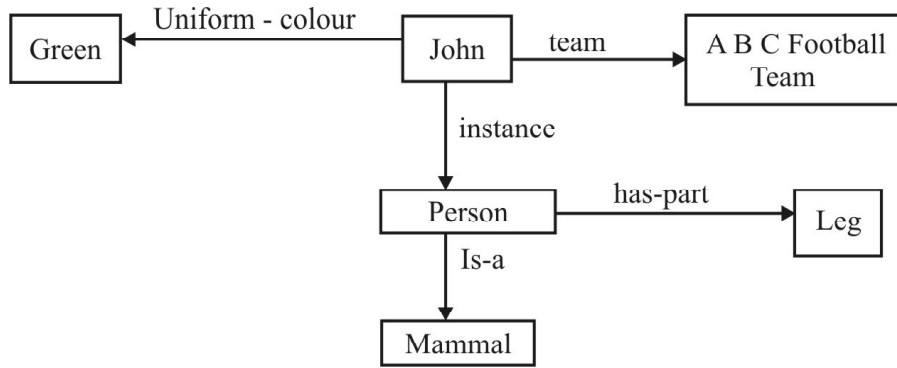 Uniform - colour
Green
John
team
A B C Football
Team
instance
Person
has-part
Leg
Is-a
Mammal